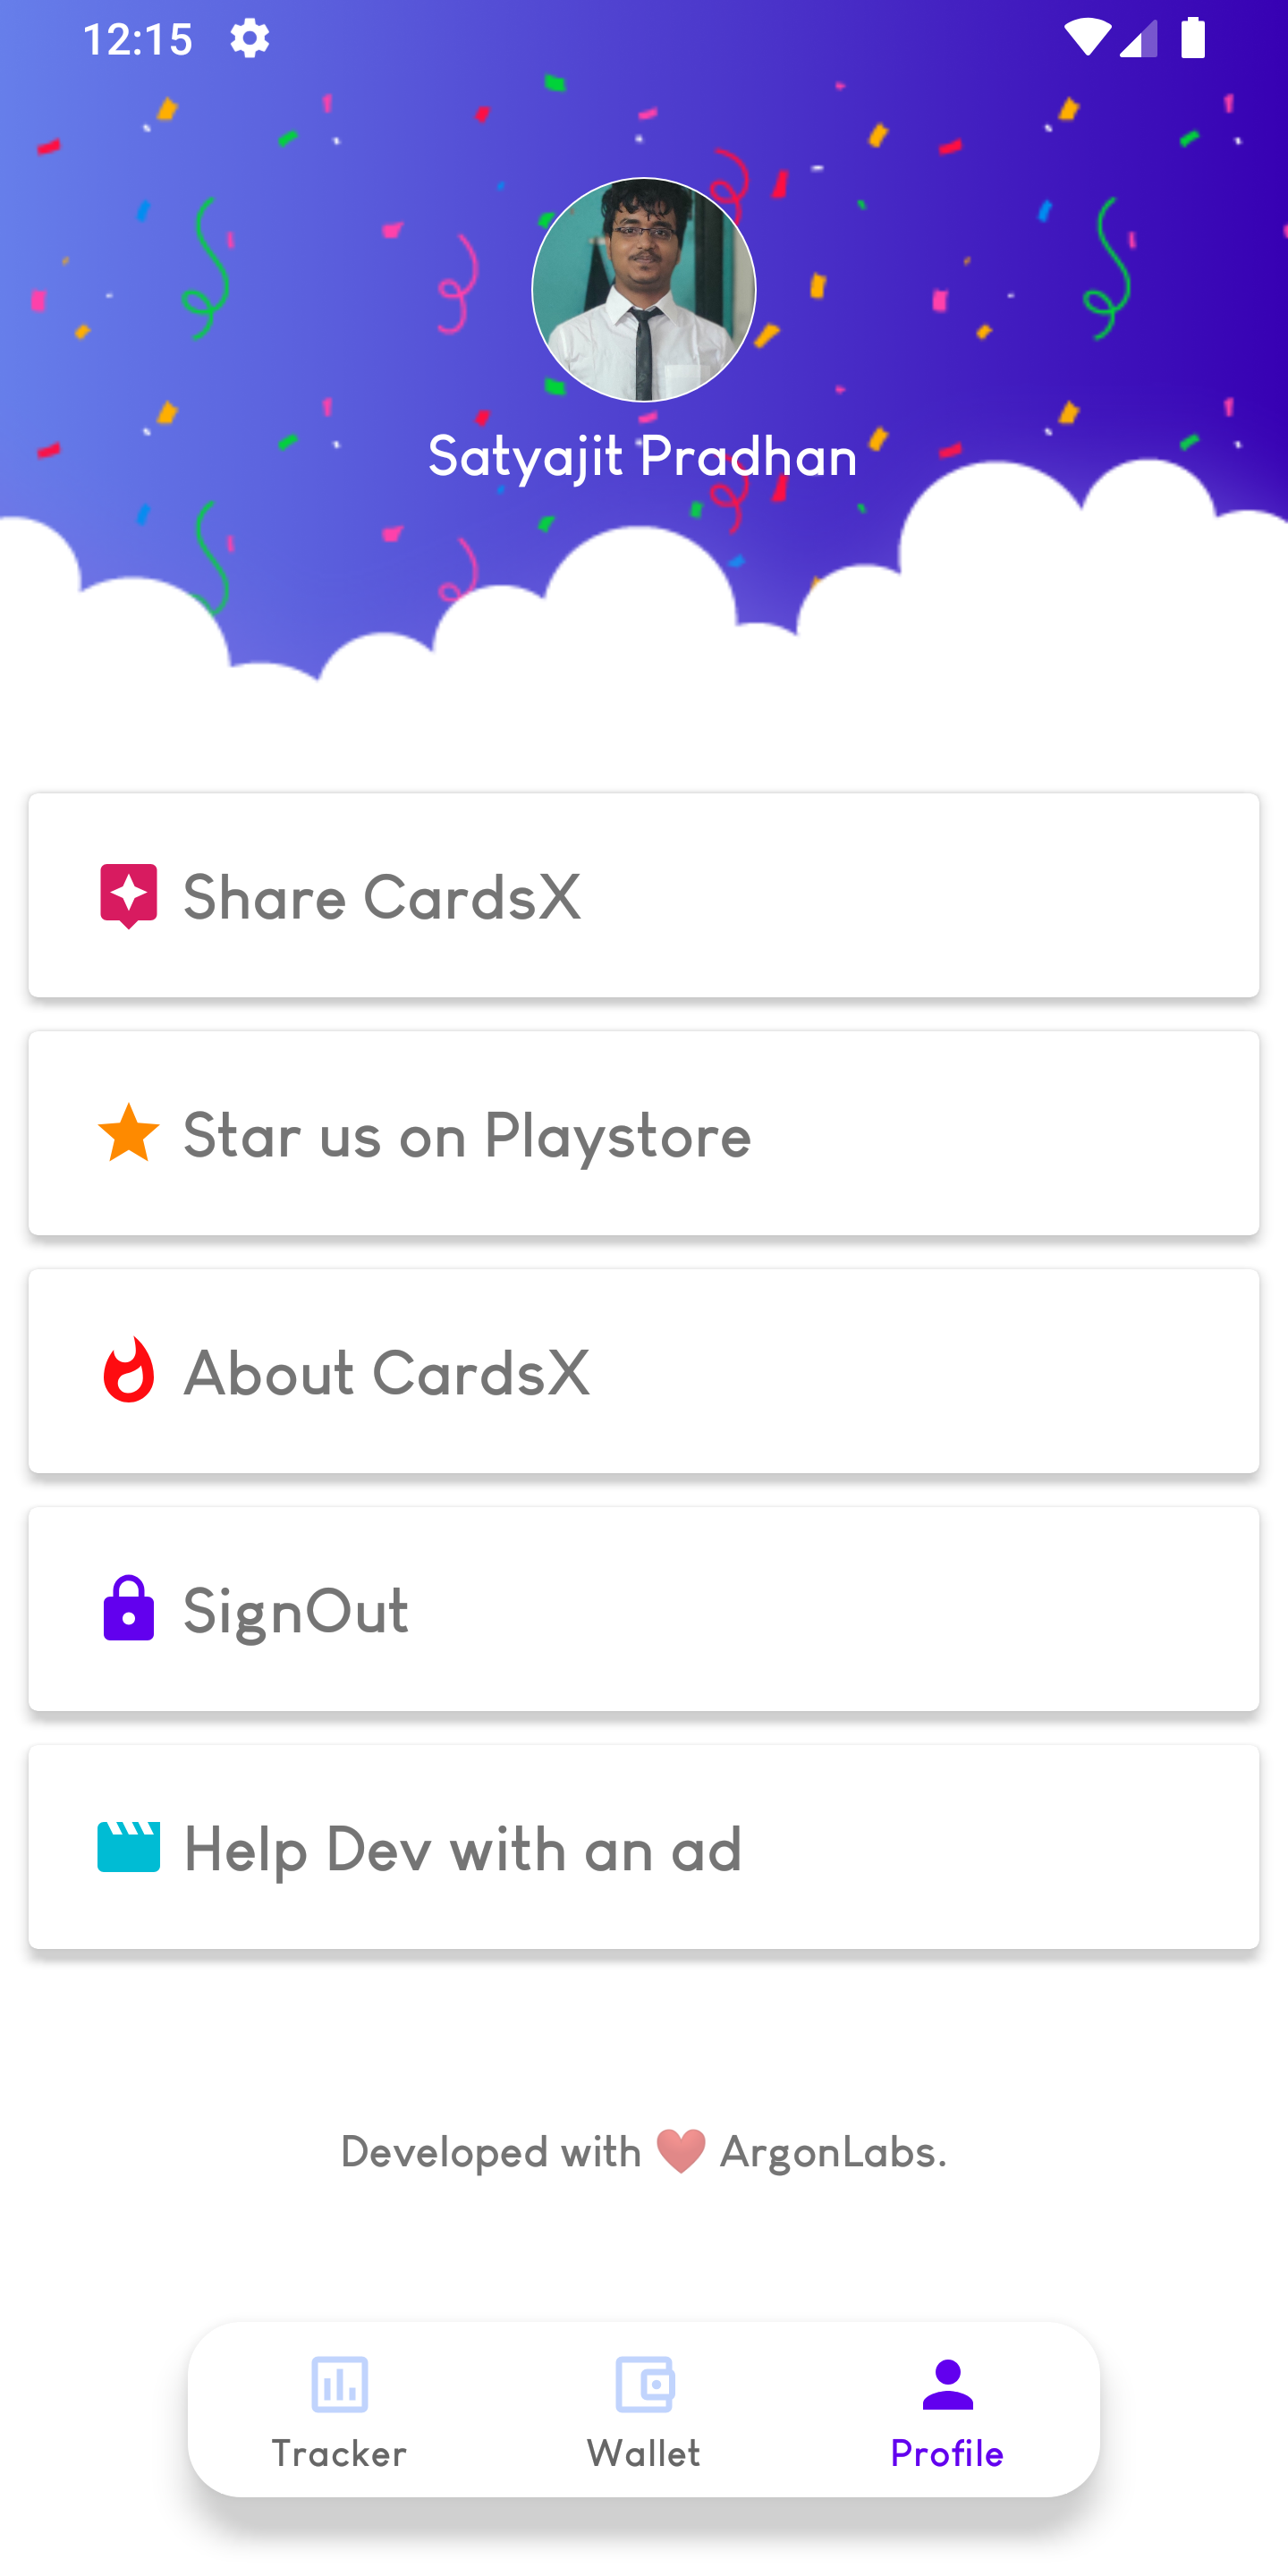 12:15
Satyajit Pradhan
Share CardsX
Star us on Playstore
About CardsX
SignOut
Help Dev with an ad
Developed with ❤️ ArgonLabs.
Tracker Wallet Profile